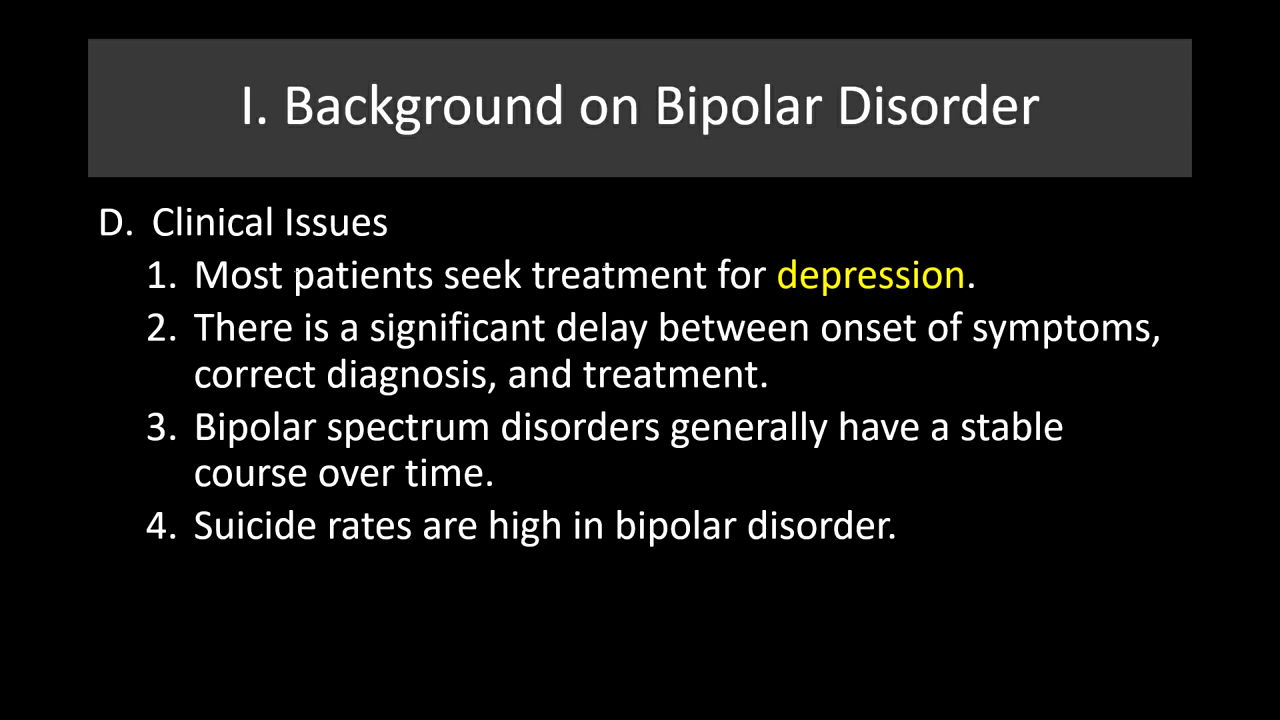 I. Background on Bipolar Disorder
D. Clinical Issues
1. Most patients seek treatment for depression.
2. There is a significant delay between onset of symptoms,
correct diagnosis, and treatment.
3. Bipolar spectrum disorders generally have a stable
course over time.
4. Suicide rates are high in bipolar disorder.